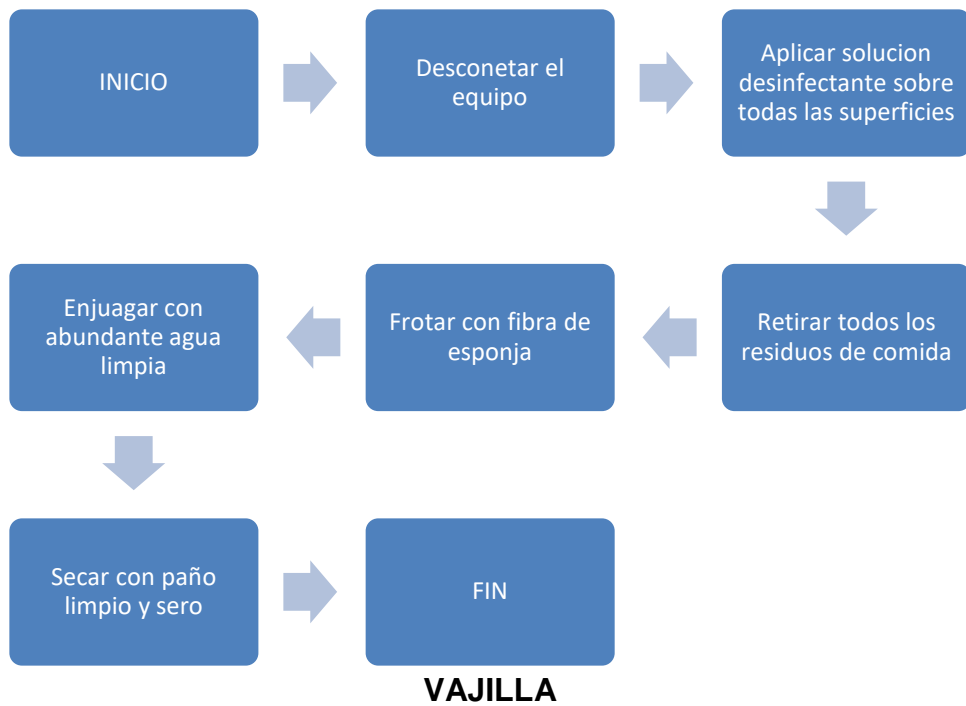 INICIO
Desconetar el
equipo
Aplicar solucion
desinfectante sobre
todas las superficies
Retirar todos los
residuos de comida
Frotar con fibra de
esponja
Enjuagar con
abundante agua
limpia
Secar con paño
limpio y sero
FIN
VAJILLA